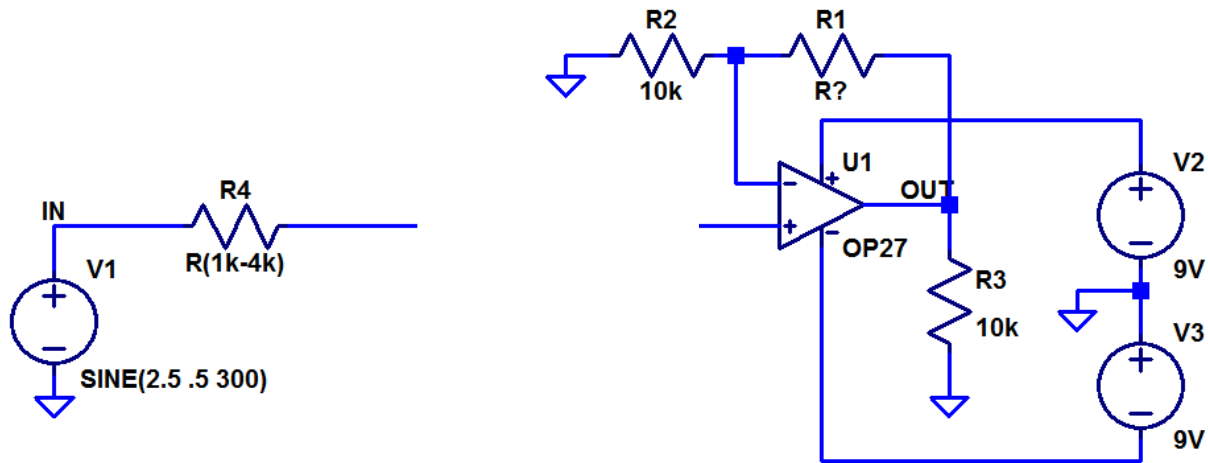 R2
10k
R1
R?
U1
OUT
OP27
V2
9V
R3
10k
V3
9V
IN
R4
R(1k-4k)
V1
SINE(2.5 .5 300)